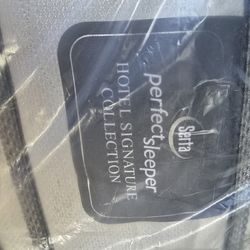 Serta
perfect sleeper
HOTEL SIGNATURE
COLLECTION